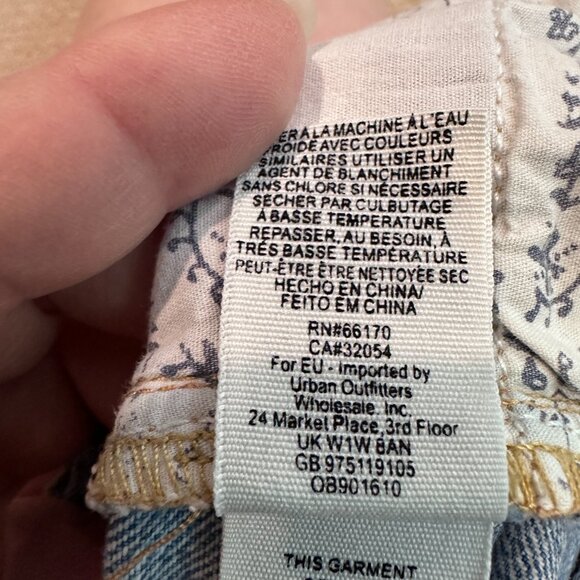 À LA MACHINE À L'EAU
FROIDE AVEC COULEURS
SIMILAIRES UTILISER UN
AGENT DE BLANCHIMENT
SANS CHLORE SI NÉCESSAIRE
SÉCHER PAR CULBUTAGE
À BASSE TEMPÉRATURE
REPASSER, AU BESOIN, À
TRÈS BASSE TEMPÉRATURE
PEUT-ÊTRE ÊTRE NETTOYÉE SEC
HECHO EN CHINA/
FEITO EM CHINA
RN#66170
CA#32054
For EU - Imported by
Urban Outfitters
Wholesale, Inc.
24 Market Place,3rd Floor
UK W1W 8AN
GB 975119105
OB901610
THIS GARMENT